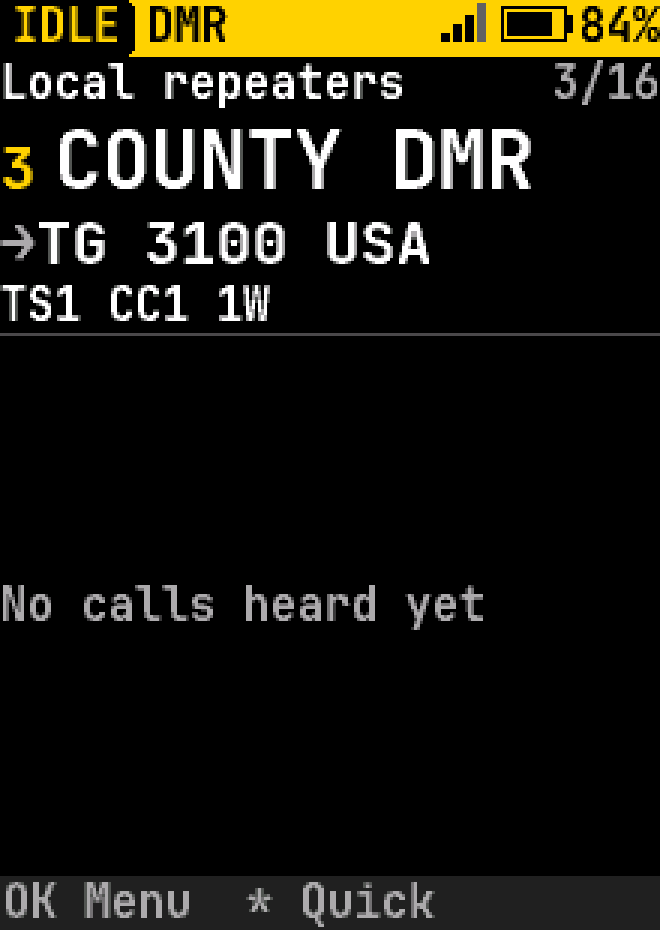 IDLE DMR 84%
Local repeaters 3/16
3 COUNTY DMR
→TG 3100 USA
TS1 CC1 1W
No calls heard yet
OK Menu * Quick